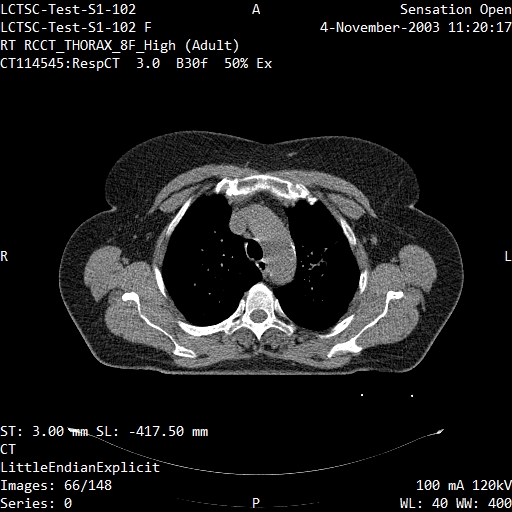 LCTSC-Test-S1-102 A Sensation Open
LCTSC-Test-S1-102 F 4-November-2003 11:20:17
RT RCCT_THORAX_8F_High (Adult)
CT114545:RespCT 3.0 B30f 50% Ex
R L
ST: 3.00 mm SL: -417.50 mm
CT
LittleEndianExplicit
Images: 66/148 100 mA 120kV
Series: 0 P WL: 40 WW: 400